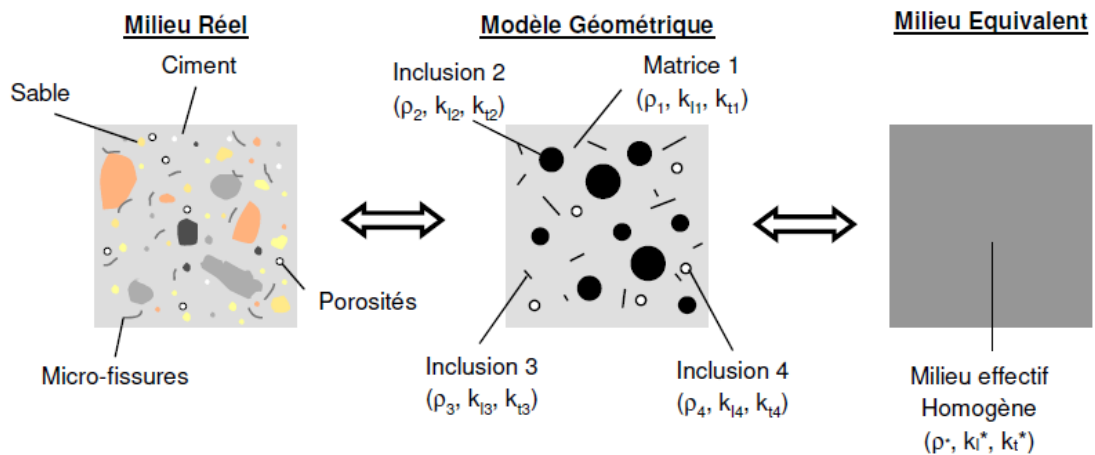 Milieu Réel
Ciment
Sable
Porosités
Micro-fissures
Modèle Géométrique
Inclusion 2
(ρ₂, kₗ₂, kₜ₂)
Matrice 1
(ρ₁, kₗ₁, kₜ₁)
Inclusion 3
(ρ₃, kₗ₃, kₜ₃)
Inclusion 4
(ρ₄, kₗ₄, kₜ₄)
Milieu Equivalent
Milieu effectif
Homogène
(ρ*, kₗ*, kₜ*)